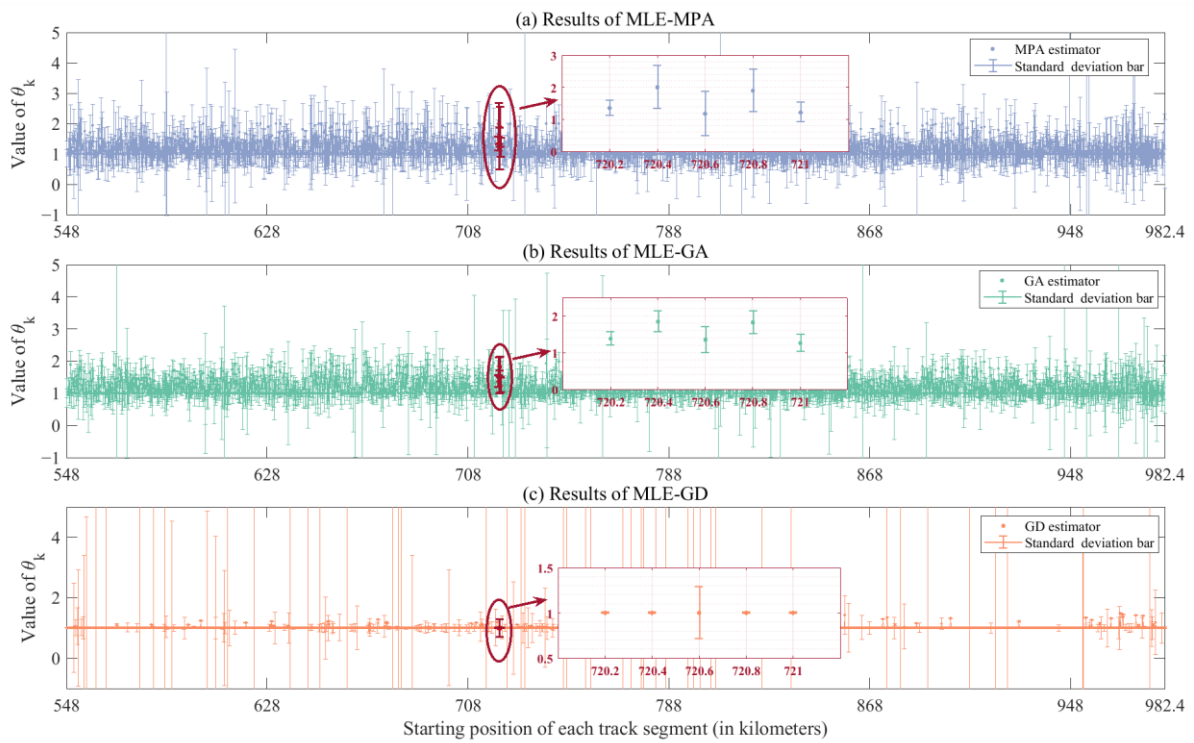 (a) Results of MLE-MPA
Value of θk
5
4
3
2
1
0
−1
MPA estimator
Standard deviation bar
3
2
1
0
720.2 720.4 720.6 720.8 721
548 628 708 788 868 948 982.4
(b) Results of MLE-GA
Value of θk
5
4
3
2
1
0
−1
GA estimator
Standard deviation bar
2
1
0
720.2 720.4 720.6 720.8 721
548 628 708 788 868 948 982.4
(c) Results of MLE-GD
Value of θk
4
2
0
GD estimator
Standard deviation bar
1.5
1
0.5
720.2 720.4 720.6 720.8 721
548 628 708 788 868 948 982.4
Starting position of each track segment (in kilometers)